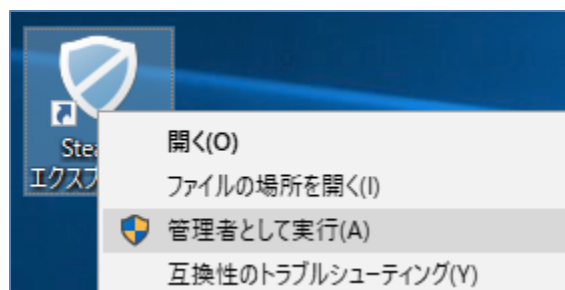 Ste
エクスプ
開く(O)
ファイルの場所を開く(I)
管理者として実行(A)
互換性のトラブルシューティング(Y)